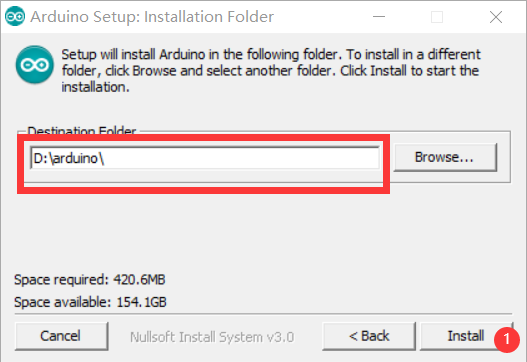 Arduino Setup: Installation Folder
Setup will install Arduino in the following folder. To install in a different
folder, click Browse and select another folder. Click Install to start the
installation.
Destination Folder
D:\arduino\
Browse...
Space required: 420.6MB
Space available: 154.1GB
Cancel
Nullsoft Install System v3.0
< Back
Install
1